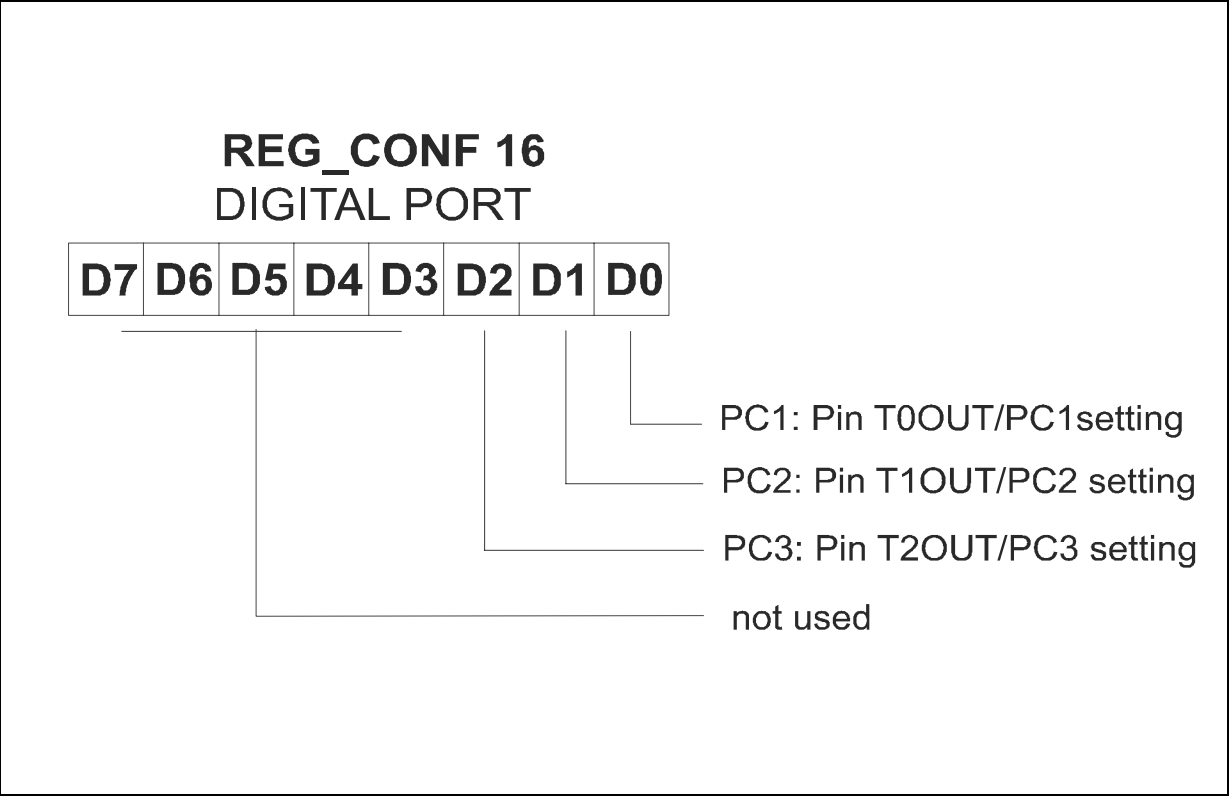 REG_CONF 16
DIGITAL PORT
D7 D6 D5 D4 D3 D2 D1 D0
PC1: Pin T0OUT/PC1setting
PC2: Pin T1OUT/PC2 setting
PC3: Pin T2OUT/PC3 setting
not used